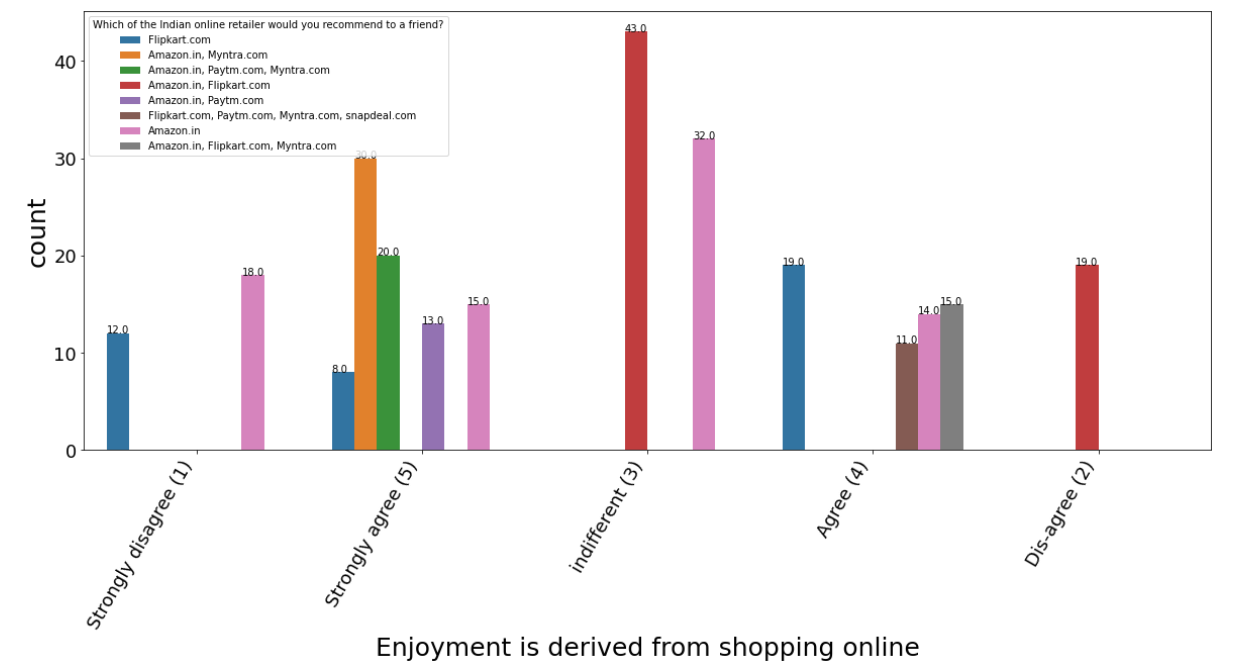 Which of the Indian online retailer would you recommend to a friend?
Flipkart.com
Amazon.in, Myntra.com
Amazon.in, Paytm.com, Myntra.com
Amazon.in, Flipkart.com
Amazon.in, Paytm.com
Flipkart.com, Paytm.com, Myntra.com, snapdeal.com
Amazon.in
Amazon.in, Flipkart.com, Myntra.com
count
40
30
20
10
0
12.0
18.0
8.0
30.0
20.0
13.0
15.0
43.0
32.0
19.0
11.0
14.0
15.0
19.0
Strongly disagree (1)
Strongly agree (5)
indifferent (3)
Agree (4)
Dis-agree (2)
Enjoyment is derived from shopping online